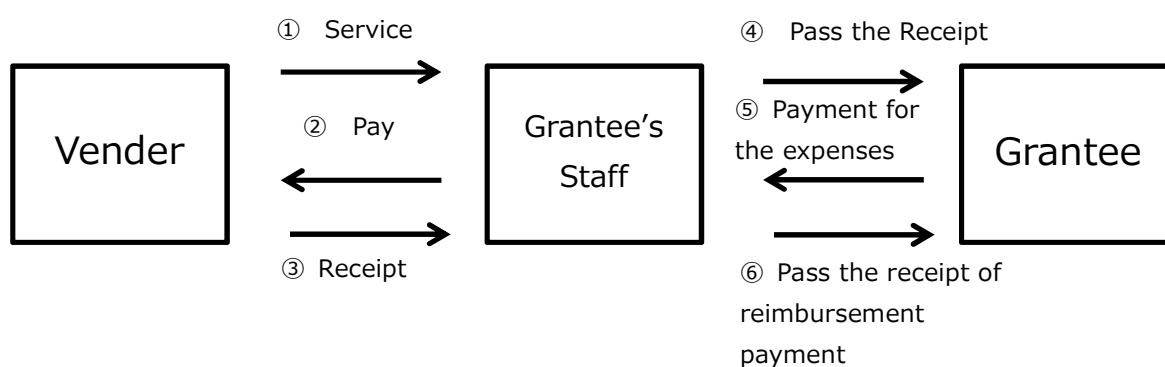 ① Service
④ Pass the Receipt
Vender
② Pay
Grantee’s
Staff
⑤ Payment for
the expenses
Grantee
③ Receipt
⑥ Pass the receipt of
reimbursement
payment